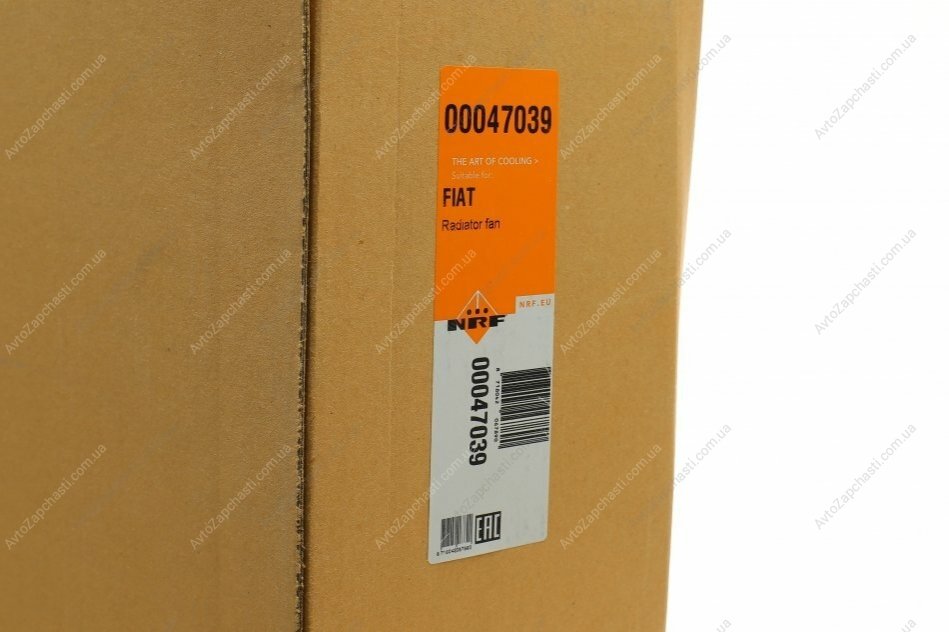 00047039
THE ART OF COOLING >
Suitable for:
FIAT
Radiator fan
NRF.EU
NRF
00047039
EAC
AvtoZapchasti.com.ua